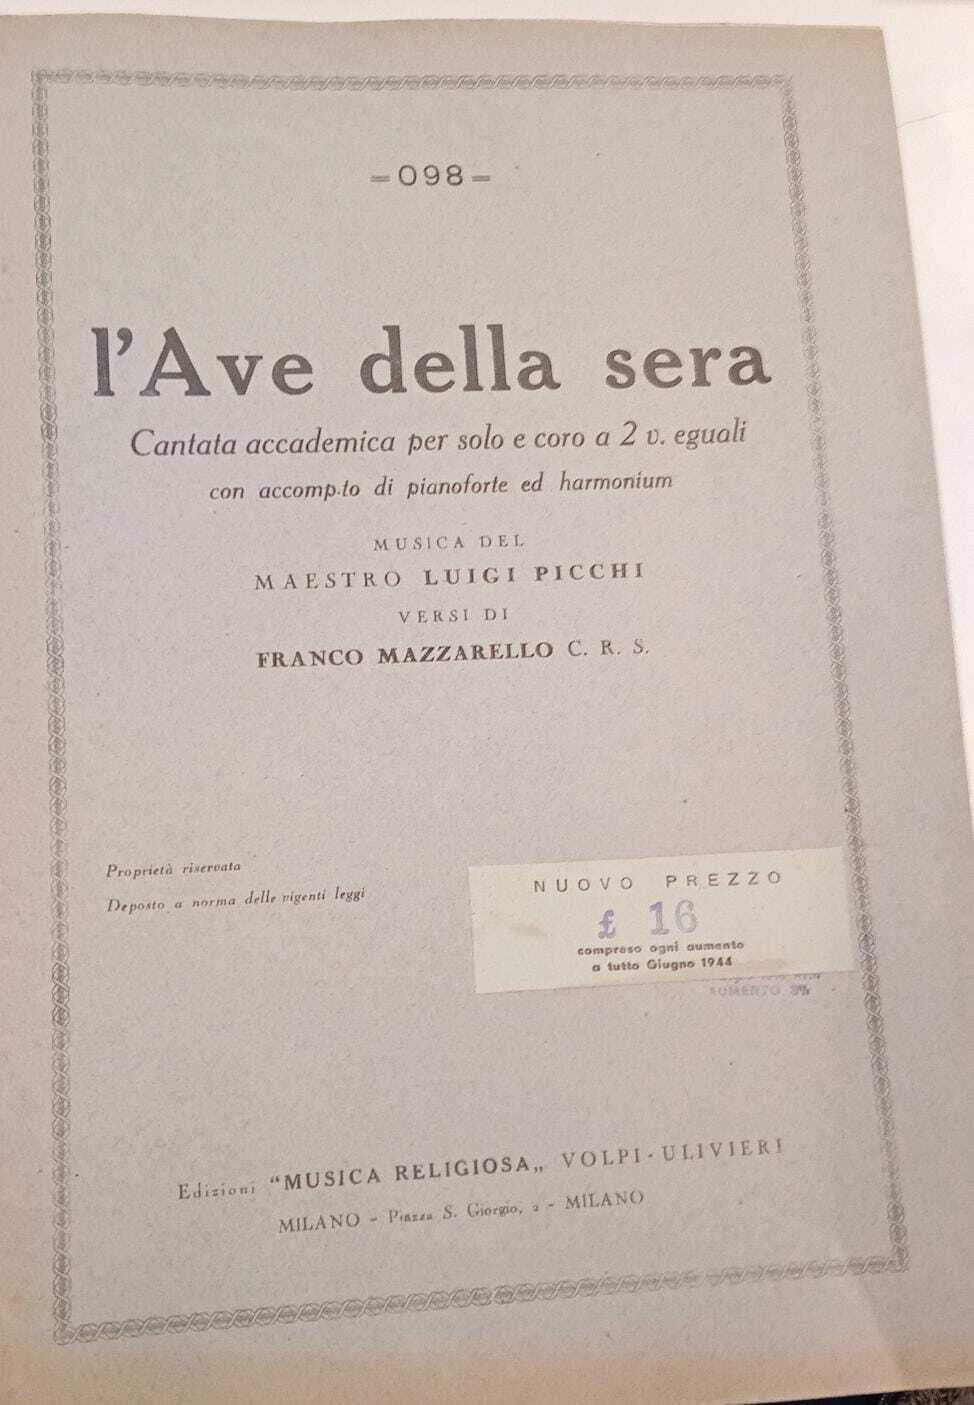 =098=
l'Ave della sera
Cantata accademica per solo e coro a 2 v. eguali
con accomp.to di pianoforte ed harmonium
MUSICA DEL
MAESTRO LUIGI PICCHI
VERSI DI
FRANCO MAZZARELLO C. R. S.
Proprietà riservata
Deposto a norma delle vigenti leggi
NUOVO PREZZO
£ 16
compreso ogni aumento
a tutto Giugno 1944
AUMENTO
Edizioni “MUSICA RELIGIOSA„ VOLPI-ULIVIERI
MILANO - Piazza S. Giorgio, 2 - MILANO